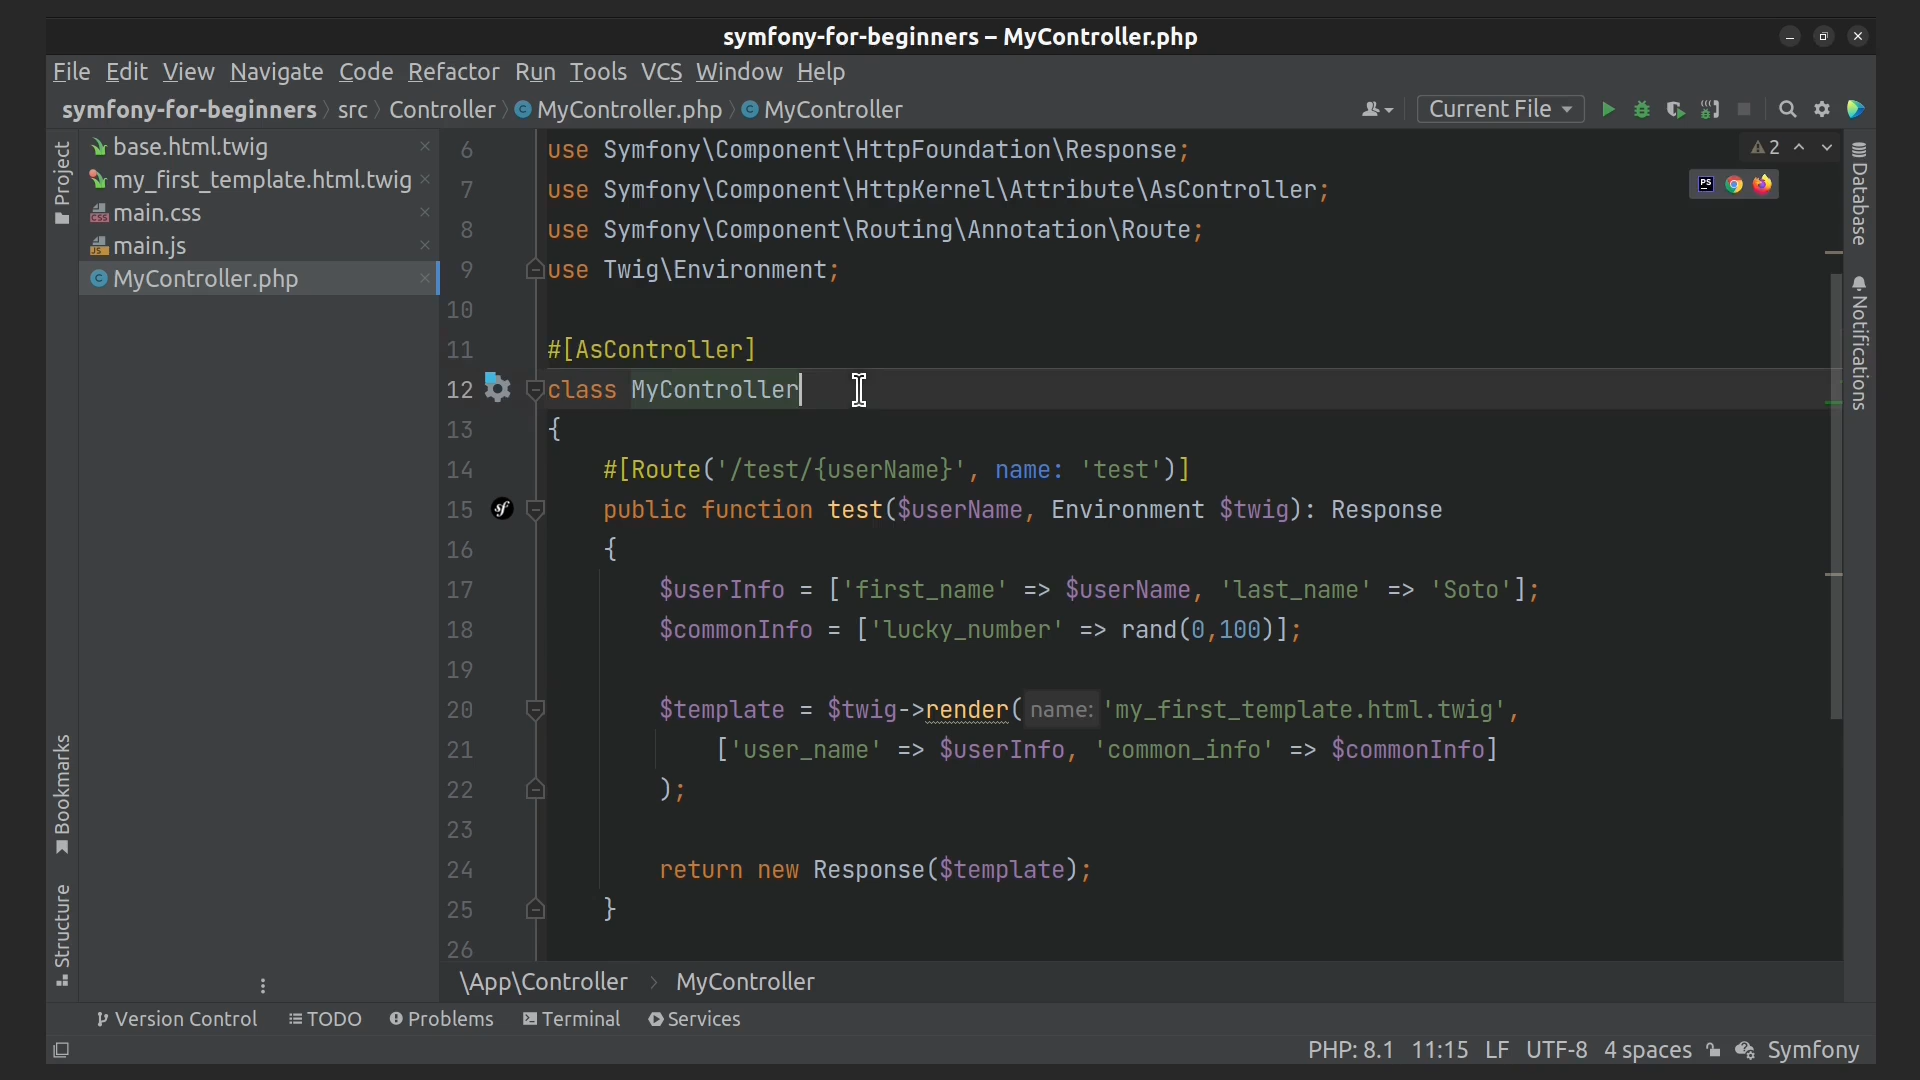 symfony-for-beginners – MyController.php
File Edit View Navigate Code Refactor Run Tools VCS Window Help
symfony-for-beginners src Controller MyController.php MyController Current File
Project
base.html.twig
my_first_template.html.twig
main.css
main.js
MyController.php
Bookmarks
Structure
6 use Symfony\Component\HttpFoundation\Response;
7 use Symfony\Component\HttpKernel\Attribute\AsController;
8 use Symfony\Component\Routing\Annotation\Route;
9 use Twig\Environment;
10
11 #[AsController]
12 class MyController
13 {
14 #[Route('/test/{userName}', name: 'test')]
15 public function test($userName, Environment $twig): Response
16 {
17 $userInfo = ['first_name' => $userName, 'last_name' => 'Soto'];
18 $commonInfo = ['lucky_number' => rand(0,100)];
19
20 $template = $twig->render( name: 'my_first_template.html.twig',
21 ['user_name' => $userInfo, 'common_info' => $commonInfo]
22 );
23
24 return new Response($template);
25 }
26
2
PS
Database
Notifications
\App\Controller MyController
Version Control TODO Problems Terminal Services
PHP: 8.1 11:15 LF UTF-8 4 spaces Symfony